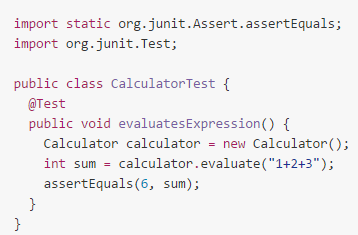 import static org.junit.Assert.assertEquals;
import org.junit.Test;

public class CalculatorTest {
  @Test
  public void evaluatesExpression() {
    Calculator calculator = new Calculator();
    int sum = calculator.evaluate("1+2+3");
    assertEquals(6, sum);
  }
}